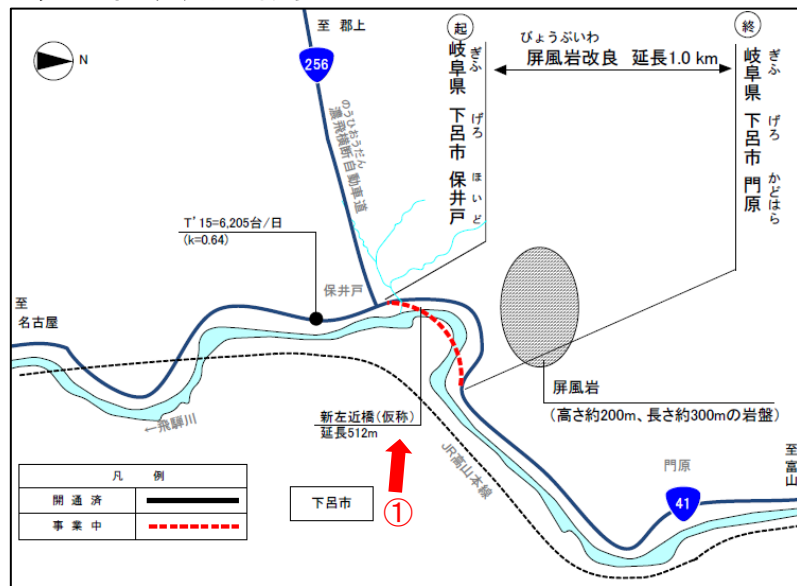 至 郡上
起
終
びょうぶいわ
屏風岩改良 延長1.0 km
N
256
のうひおうだん
濃飛横断自動車道
岐阜県 下呂市 保井戸
ぎふ げろ ほいど
岐阜県 下呂市 門原
ぎふ げろ かどはら
T'15=6,205台/日
(k=0.64)
保井戸
至
名古屋
屏風岩
(高さ約200m、長さ約300mの岩盤)
新左近橋(仮称)
延長512m
←飛騨川
JR高山本線
門原
至
富山
凡 例
開 通 済
事 業 中
下呂市
①
41